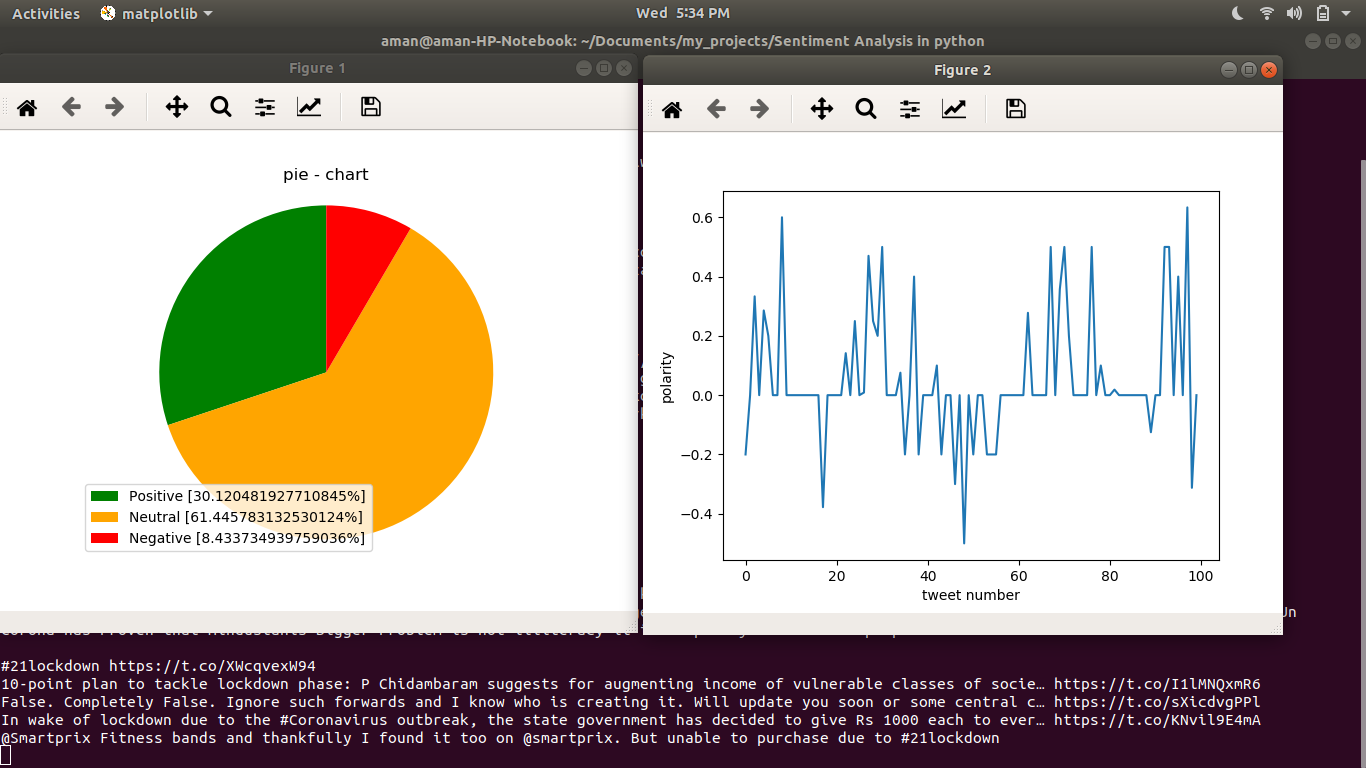 Activities matplotlib Wed 5:34 PM
aman@aman-HP-Notebook: ~/Documents/my_projects/Sentiment Analysis in python
Figure 1
pie - chart
Positive [30.120481927710845%]
Neutral [61.445783132530124%]
Negative [8.433734939759036%]
Figure 2
0.6
0.4
0.2
0.0
−0.2
−0.4
polarity
0 20 40 60 80 100
tweet number
#21lockdown https://t.co/XWcqvexW94
10-point plan to tackle lockdown phase: P Chidambaram suggests for augmenting income of vulnerable classes of socie… https://t.co/I1lMNQxmR6
False. Completely False. Ignore such forwards and I know who is creating it. Will update you soon or some central c… https://t.co/sXicdvgPPl
In wake of lockdown due to the #Coronavirus outbreak, the state government has decided to give Rs 1000 each to ever… https://t.co/KNvil9E4mA
@Smartprix Fitness bands and thankfully I found it too on @smartprix. But unable to purchase due to #21lockdown